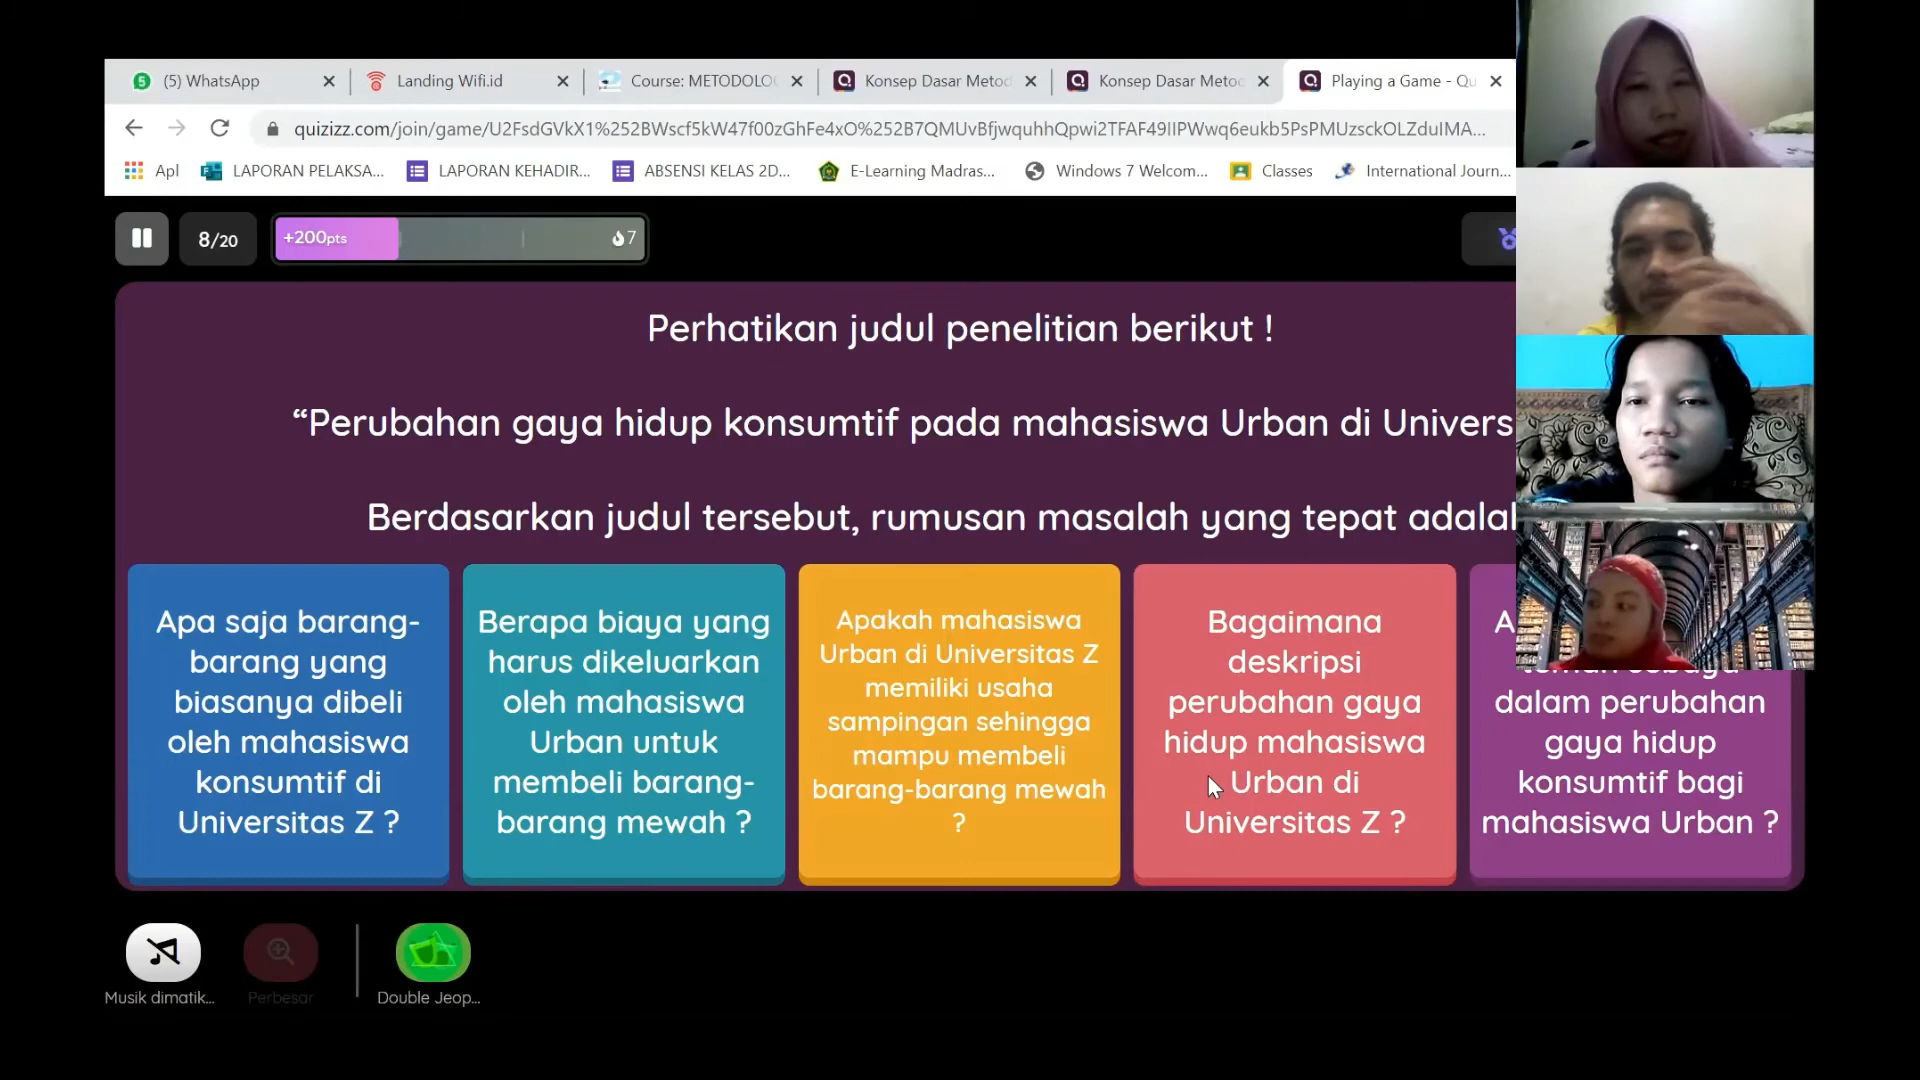 (5) WhatsApp
Landing Wifi.id
Course: METODOLO
Konsep Dasar Metod
Konsep Dasar Metod
Playing a Game - Qu
quizizz.com/join/game/U2FsdGVkX1%252BWscf5kW47f00zGhFe4xO%252B7QMUvBfjwquhhQpwi2TFAF49IIPWwq6eukb5PsPMUzsckOLZduIMA...
Apl
LAPORAN PELAKSA...
LAPORAN KEHADIR...
ABSENSI KELAS 2D...
E-Learning Madras...
Windows 7 Welcom...
Classes
International Journ...
8/20
+200pts
7
Perhatikan judul penelitian berikut !
“Perubahan gaya hidup konsumtif pada mahasiswa Urban di Univers
Berdasarkan judul tersebut, rumusan masalah yang tepat adalah
Apa saja barang-
barang yang
biasanya dibeli
oleh mahasiswa
konsumtif di
Universitas Z ?
Berapa biaya yang
harus dikeluarkan
oleh mahasiswa
Urban untuk
membeli barang-
barang mewah ?
Apakah mahasiswa
Urban di Universitas Z
memiliki usaha
sampingan sehingga
mampu membeli
barang-barang mewah
?
Bagaimana
deskripsi
perubahan gaya
hidup mahasiswa
Urban di
Universitas Z ?
A
dalam perubahan
gaya hidup
konsumtif bagi
mahasiswa Urban ?
Musik dimatik...
Perbesar
Double Jeop...